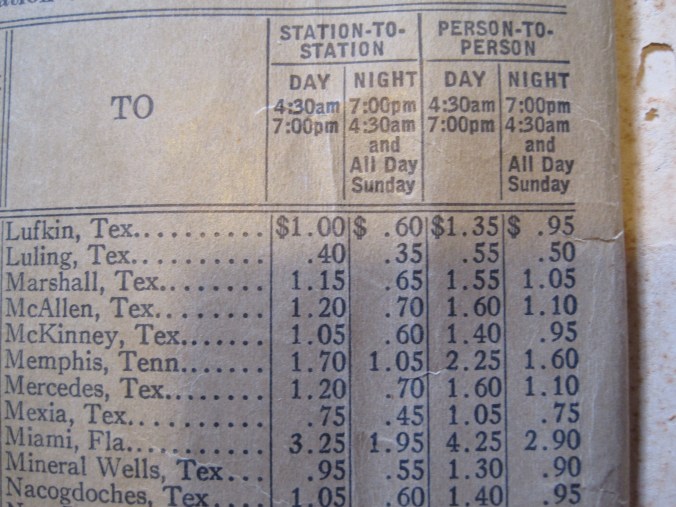 STATION-TO- PERSON-TO-
STATION PERSON
DAY NIGHT DAY NIGHT
TO 4:30am 7:00pm 4:30am 7:00pm
7:00pm 4:30am 7:00pm 4:30am
and and
All Day All Day
Sunday Sunday
Lufkin, Tex.......... $1.00 $ .60 $1.35 $ .95
Luling, Tex.......... .40 .35 .55 .50
Marshall, Tex........ 1.15 .65 1.55 1.05
McAllen, Tex........ 1.20 .70 1.60 1.10
McKinney, Tex...... 1.05 .60 1.40 .95
Memphis, Tenn...... 1.70 1.05 2.25 1.60
Mercedes, Tex....... 1.20 .70 1.60 1.10
Mexia, Tex.......... .75 .45 1.05 .75
Miami, Fla.......... 3.25 1.95 4.25 2.90
Mineral Wells, Tex... .95 .55 1.30 .90
Nacogdoches, Tex.... 1.05 .60 1.40 .95